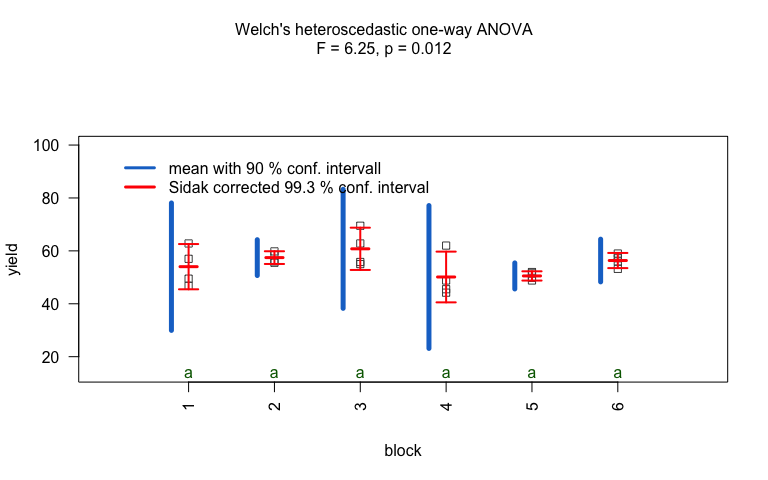 Welch's heteroscedastic one-way ANOVA
F = 6.25, p = 0.012
100
mean with 90 % conf. intervall
Sidak corrected 99.3 % conf. interval
80
60
40
20
yield
a a a a a a
1 2 3 4 5 6
block